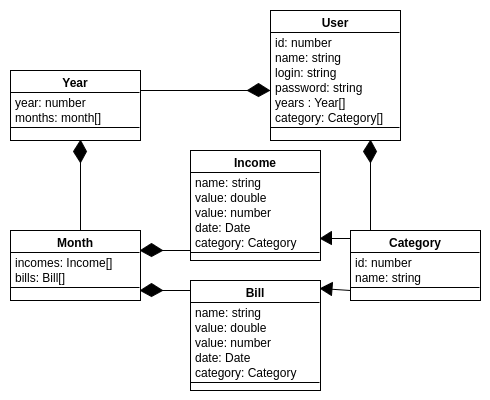 User
id: number
name: string
login: string
password: string
years : Year[]
category: Category[]
Year
year: number
months: month[]
Income
name: string
value: double
value: number
date: Date
category: Category
Month
incomes: Income[]
bills: Bill[]
Category
id: number
name: string
Bill
name: string
value: double
value: number
date: Date
category: Category